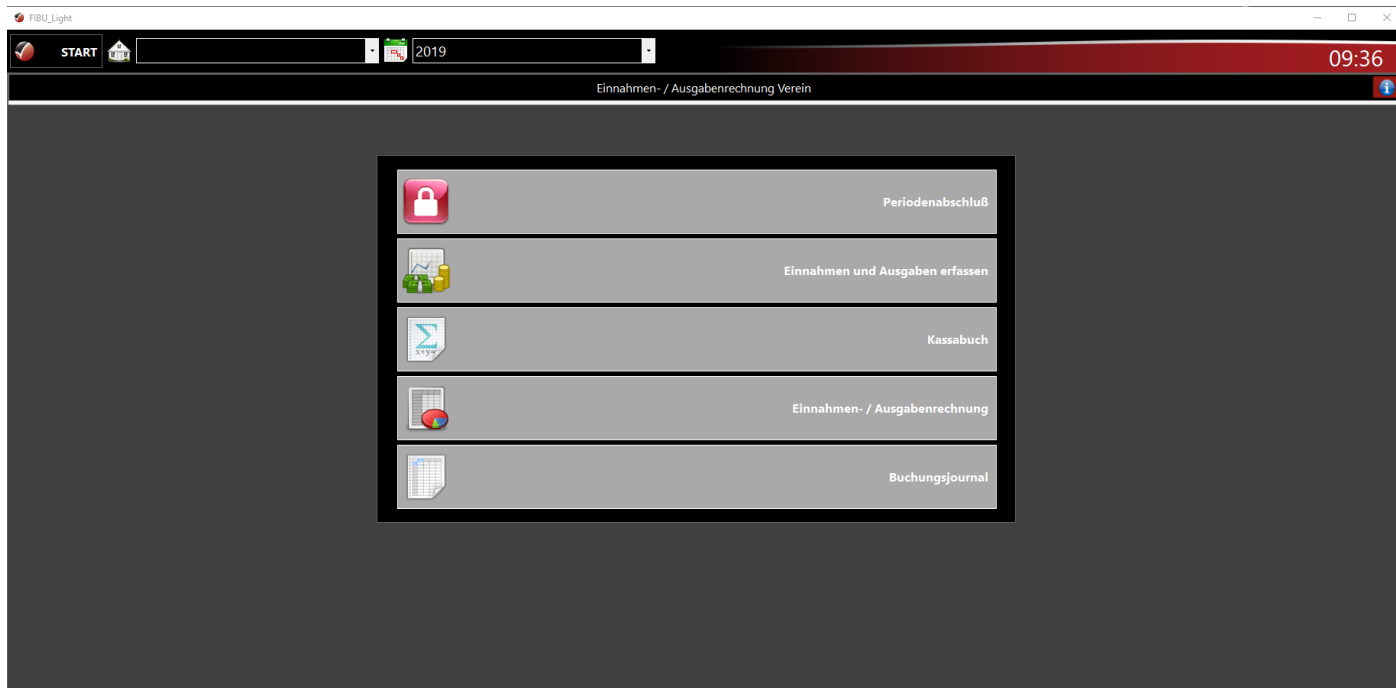 FIBU_Light
START
2019
09:36
Einnahmen- / Ausgabenrechnung Verein
Periodenabschluß
Einnahmen und Ausgaben erfassen
Kassabuch
x+y=
Einnahmen- / Ausgabenrechnung
Buchungsjournal